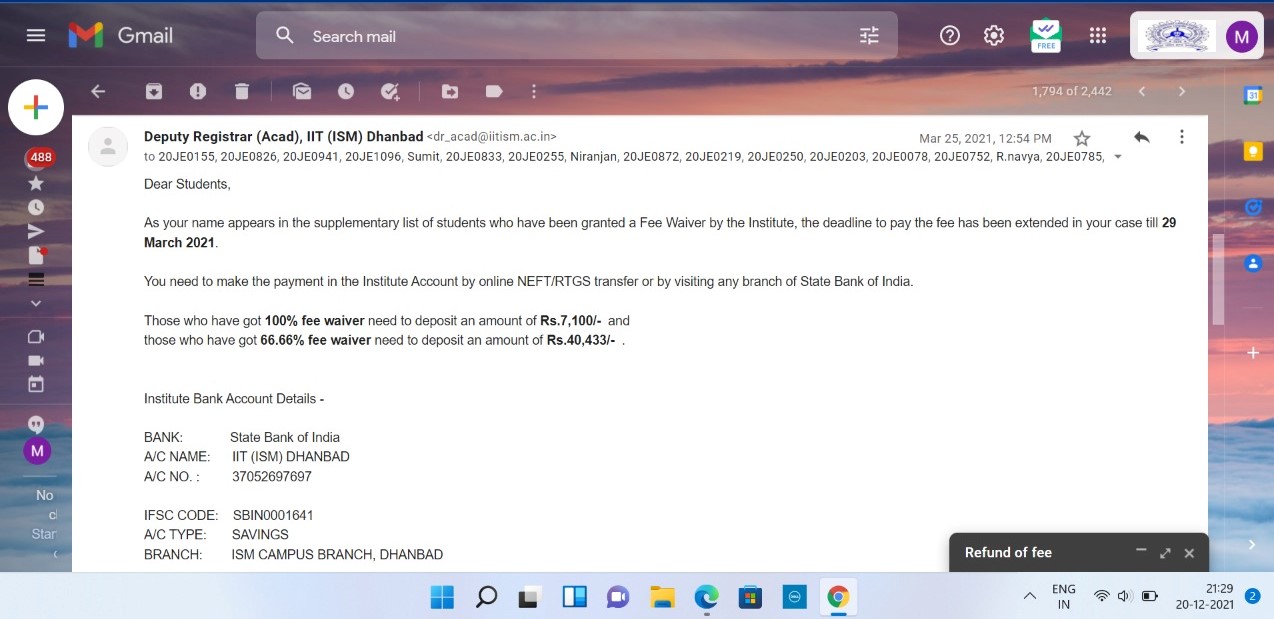 Gmail
Search mail
FREE
M
1,794 of 2,442
31
488
Deputy Registrar (Acad), IIT (ISM) Dhanbad <dr_acad@iitism.ac.in>
Mar 25, 2021, 12:54 PM
to 20JE0155, 20JE0826, 20JE0941, 20JE1096, Sumit, 20JE0833, 20JE0255, Niranjan, 20JE0872, 20JE0219, 20JE0250, 20JE0203, 20JE0078, 20JE0752, R.navya, 20JE0785,
Dear Students,
As your name appears in the supplementary list of students who have been granted a Fee Waiver by the Institute, the deadline to pay the fee has been extended in your case till 29
March 2021.
You need to make the payment in the Institute Account by online NEFT/RTGS transfer or by visiting any branch of State Bank of India.
Those who have got 100% fee waiver need to deposit an amount of Rs.7,100/- and
those who have got 66.66% fee waiver need to deposit an amount of Rs.40,433/- .
Institute Bank Account Details -
BANK: State Bank of India
A/C NAME: IIT (ISM) DHANBAD
A/C NO. : 37052697697
IFSC CODE: SBIN0001641
A/C TYPE: SAVINGS
BRANCH: ISM CAMPUS BRANCH, DHANBAD
M
No
Star
Refund of fee
ENG
IN
21:29
20-12-2021
2